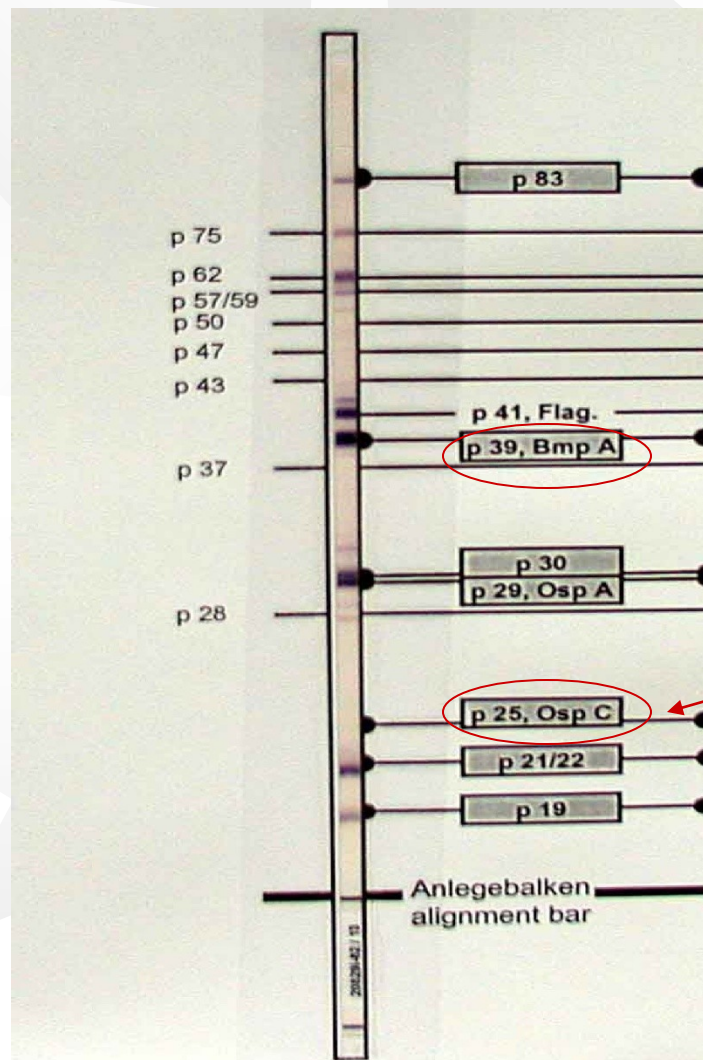 p 83
p 75
p 62
p 57/59
p 50
p 47
p 43
p 41, Flag.
p 39, Bmp A
p 37
p 30
p 29, Osp A
p 28
p 25, Osp C
p 21/22
p 19
Anlegebalken
alignment bar